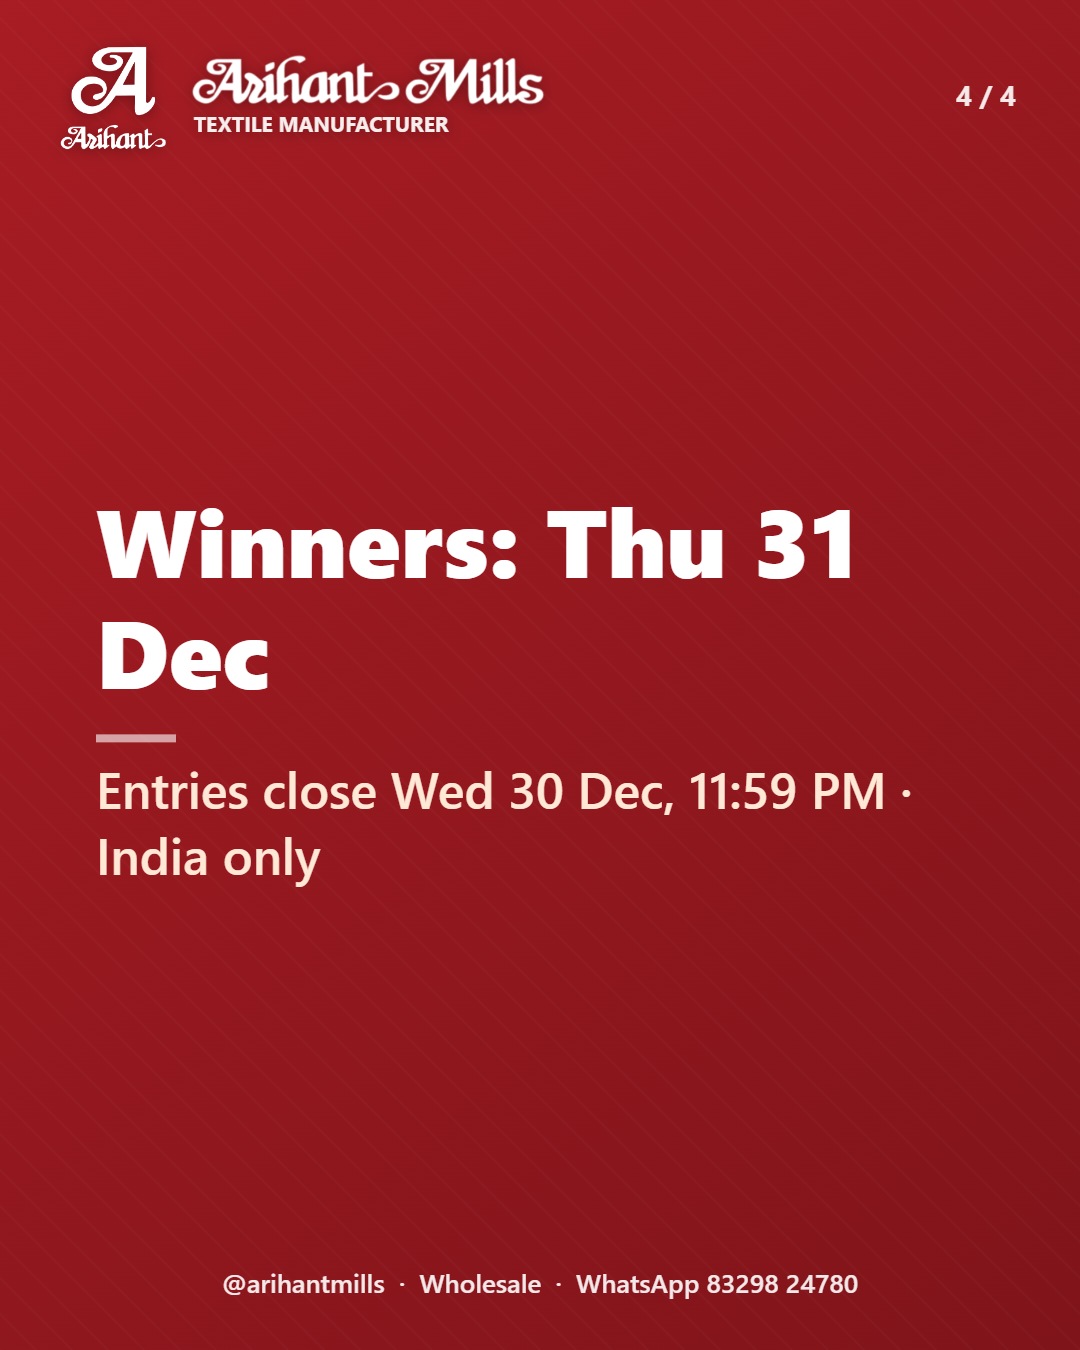 A
Arihant
Arihant Mills
TEXTILE MANUFACTURER
4 / 4
Winners: Thu 31
Dec
Entries close Wed 30 Dec, 11:59 PM ·
India only
@arihantmills · Wholesale · WhatsApp 83298 24780